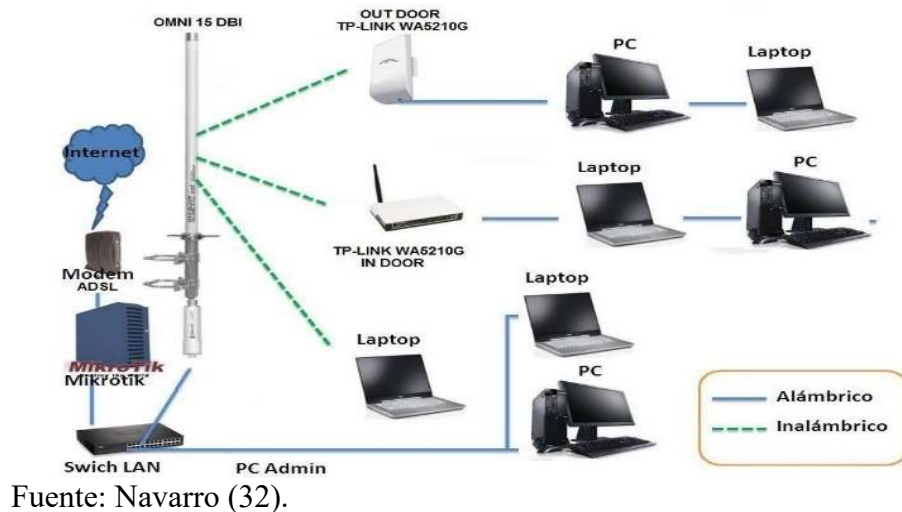 OMNI 15 DBI
OUT DOOR
TP-LINK WA5210G
PC
Laptop
Internet
Laptop
PC
TP-LINK WA5210G
IN DOOR
Modem
ADSL
Laptop
Laptop
PC
MikroTik
Mikrotik
Alámbrico
Inalámbrico
Swich LAN
PC Admin
Fuente: Navarro (32).